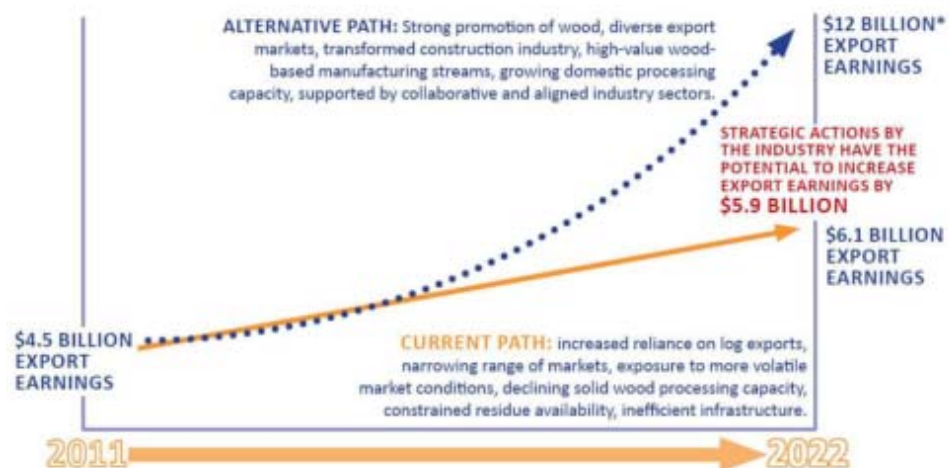 ALTERNATIVE PATH: Strong promotion of wood, diverse export
markets, transformed construction industry, high-value wood-
based manufacturing streams, growing domestic processing
capacity, supported by collaborative and aligned industry sectors.
$12 BILLION*
EXPORT
EARNINGS
STRATEGIC ACTIONS BY
THE INDUSTRY HAVE THE
POTENTIAL TO INCREASE
EXPORT EARNINGS BY
$5.9 BILLION
$6.1 BILLION
EXPORT
EARNINGS
$4.5 BILLION
EXPORT
EARNINGS
CURRENT PATH: increased reliance on log exports,
narrowing range of markets, exposure to more volatile
market conditions, declining solid wood processing capacity,
constrained residue availability, inefficient infrastructure.
2011
2022